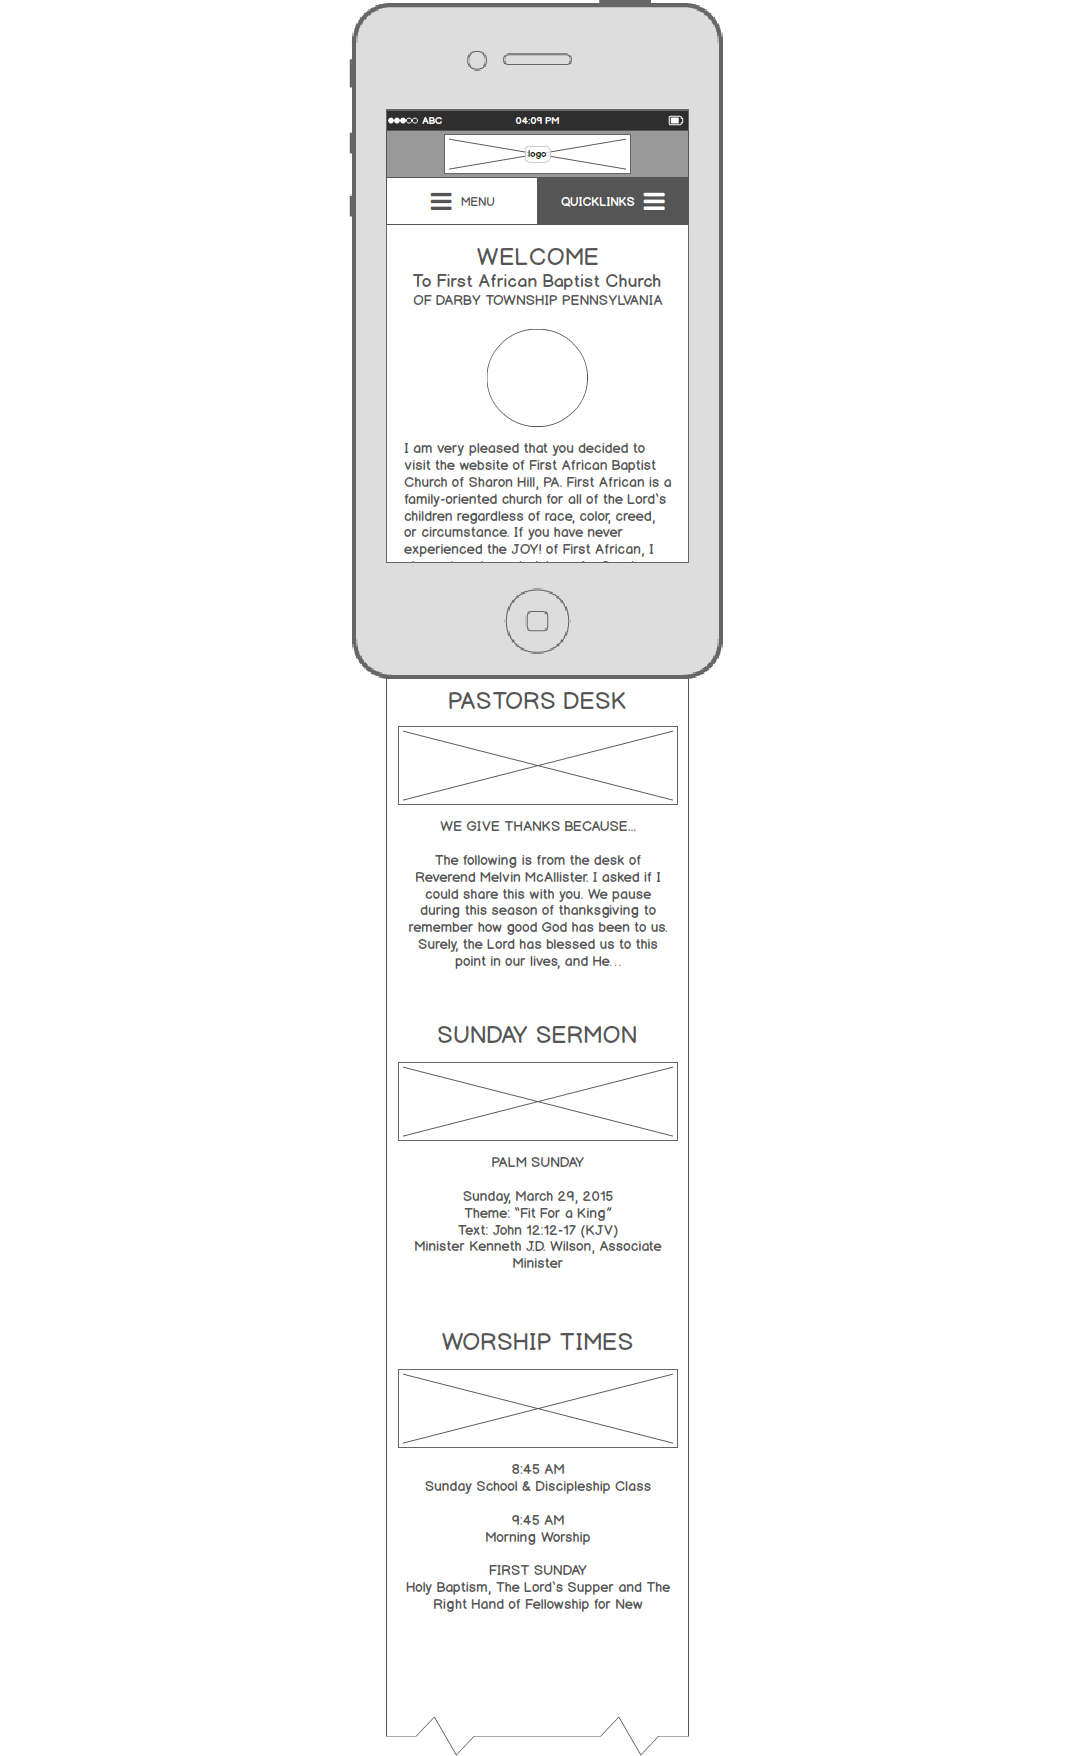 ABC 04:09 PM
logo
MENU QUICKLINKS
WELCOME
To First African Baptist Church
OF DARBY TOWNSHIP PENNSYLVANIA
I am very pleased that you decided to
visit the website of First African Baptist
Church of Sharon Hill, PA. First African is a
family-oriented church for all of the Lord's
children regardless of race, color, creed,
or circumstance. If you have never
experienced the JOY! of First African, I
PASTORS DESK
WE GIVE THANKS BECAUSE...
The following is from the desk of
Reverend Melvin McAllister. I asked if I
could share this with you. We pause
during this season of thanksgiving to
remember how good God has been to us.
Surely, the Lord has blessed us to this
point in our lives, and He...
SUNDAY SERMON
PALM SUNDAY
Sunday, March 29, 2015
Theme: "Fit For a King"
Text: John 12:12-17 (KJV)
Minister Kenneth J.D. Wilson, Associate
Minister
WORSHIP TIMES
8:45 AM
Sunday School & Discipleship Class
9:45 AM
Morning Worship
FIRST SUNDAY
Holy Baptism, The Lord's Supper and The
Right Hand of Fellowship for New